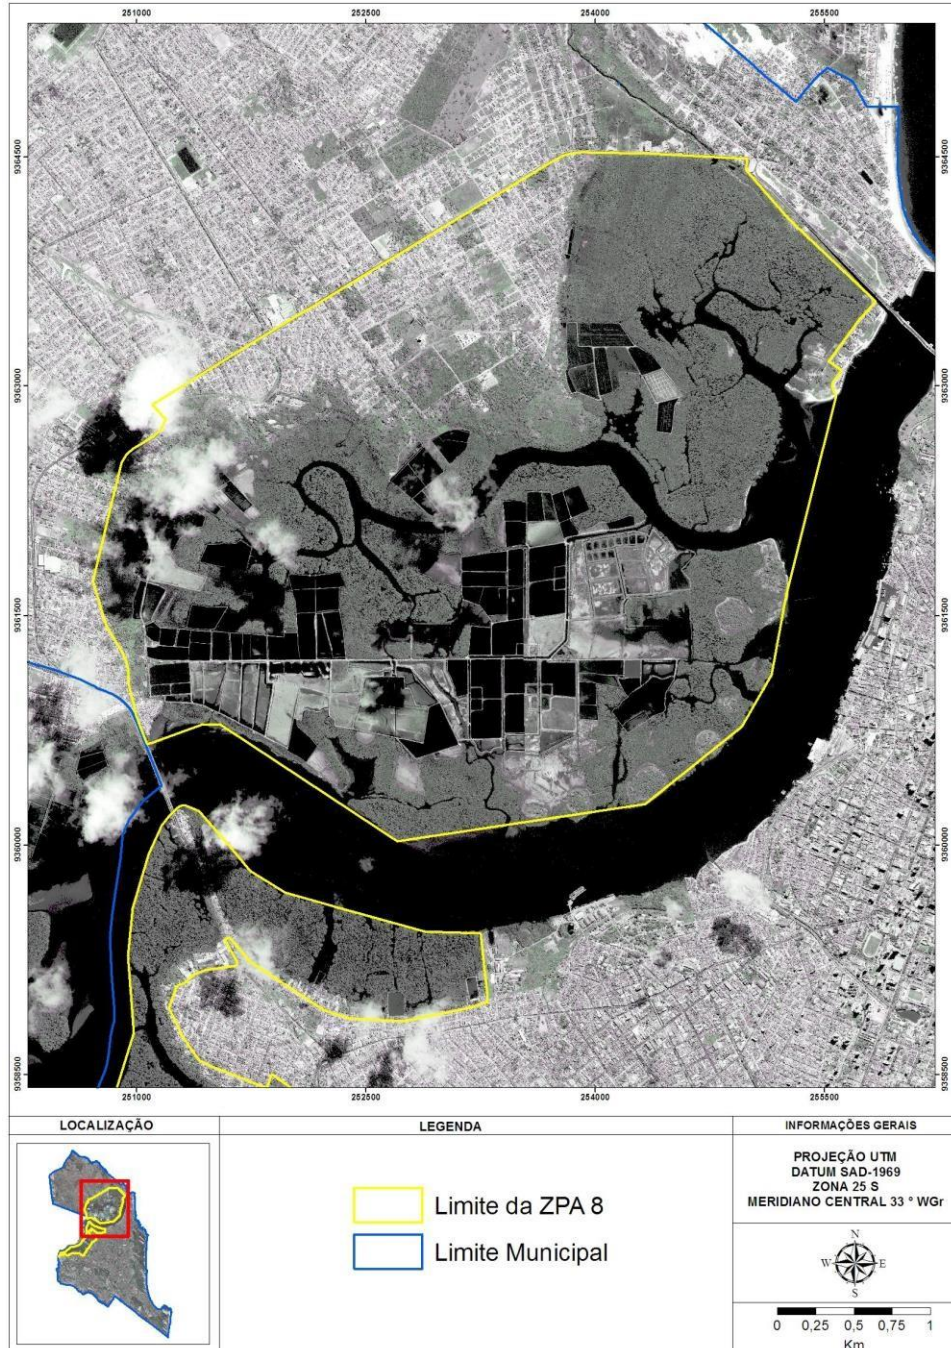 251000 252500 254000 255500
9364500 9364500
9363000 9363000
9361500 9361500
9360000 9360000
9358500 9358500
251000 252500 254000 255500
LOCALIZAÇÃO
LEGENDA
Limite da ZPA 8
Limite Municipal
INFORMAÇÕES GERAIS
PROJEÇÃO UTM
DATUM SAD-1969
ZONA 25 S
MERIDIANO CENTRAL 33 ° WGr
N
W E
S
0 0,25 0,5 0,75 1
Km